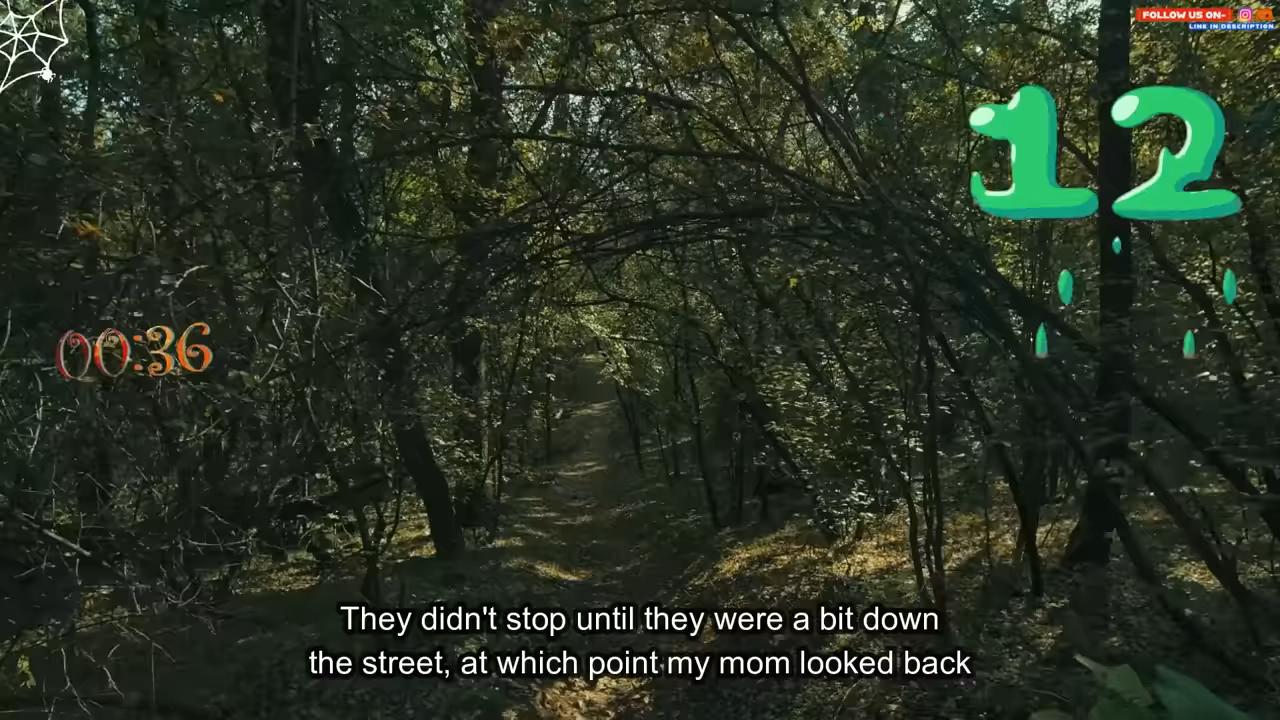 FOLLOW US ON-
LINK IN DESCRIPTION
12
00:36
They didn't stop until they were a bit down
the street, at which point my mom looked back